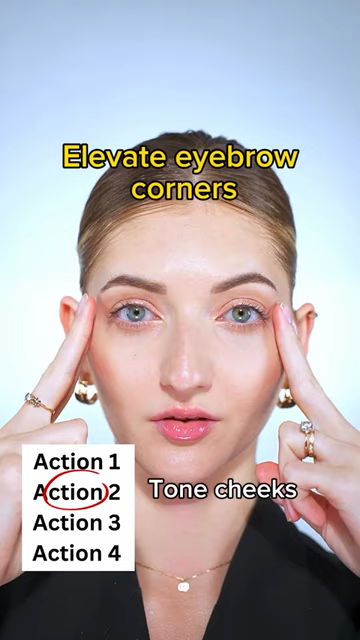 Elevate eyebrow
corners
Action 1
Action 2
Tone cheeks
Action 3
Action 4